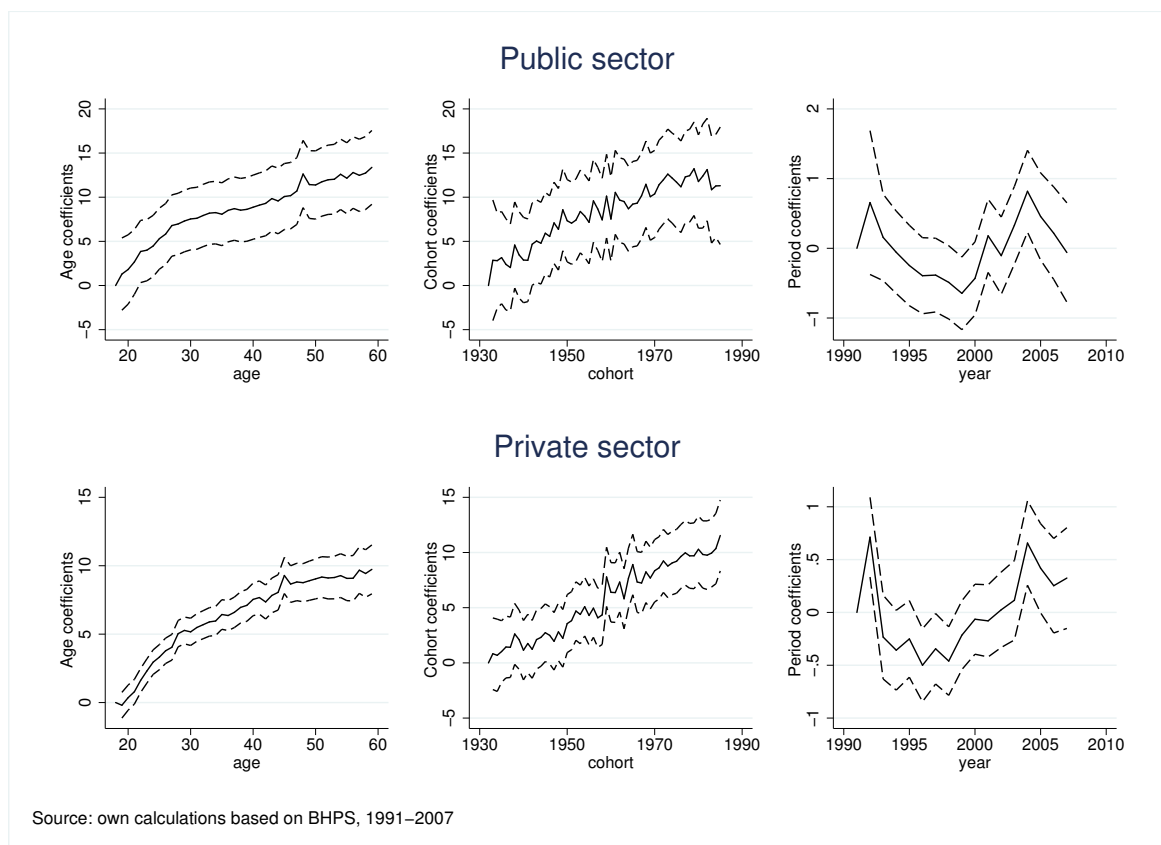 Public sector
Age coefficients
−5 0 5 10 15 20
20 30 40 50 60
age
Cohort coefficients
−5 0 5 10 15 20
1930 1950 1970 1990
cohort
Period coefficients
−1 0 1 2
1990 1995 2000 2005 2010
year
Private sector
Age coefficients
0 5 10 15
20 30 40 50 60
age
Cohort coefficients
−5 0 5 10 15
1930 1950 1970 1990
cohort
Period coefficients
−1 −.5 0 .5 1
1990 1995 2000 2005 2010
year
Source: own calculations based on BHPS, 1991−2007